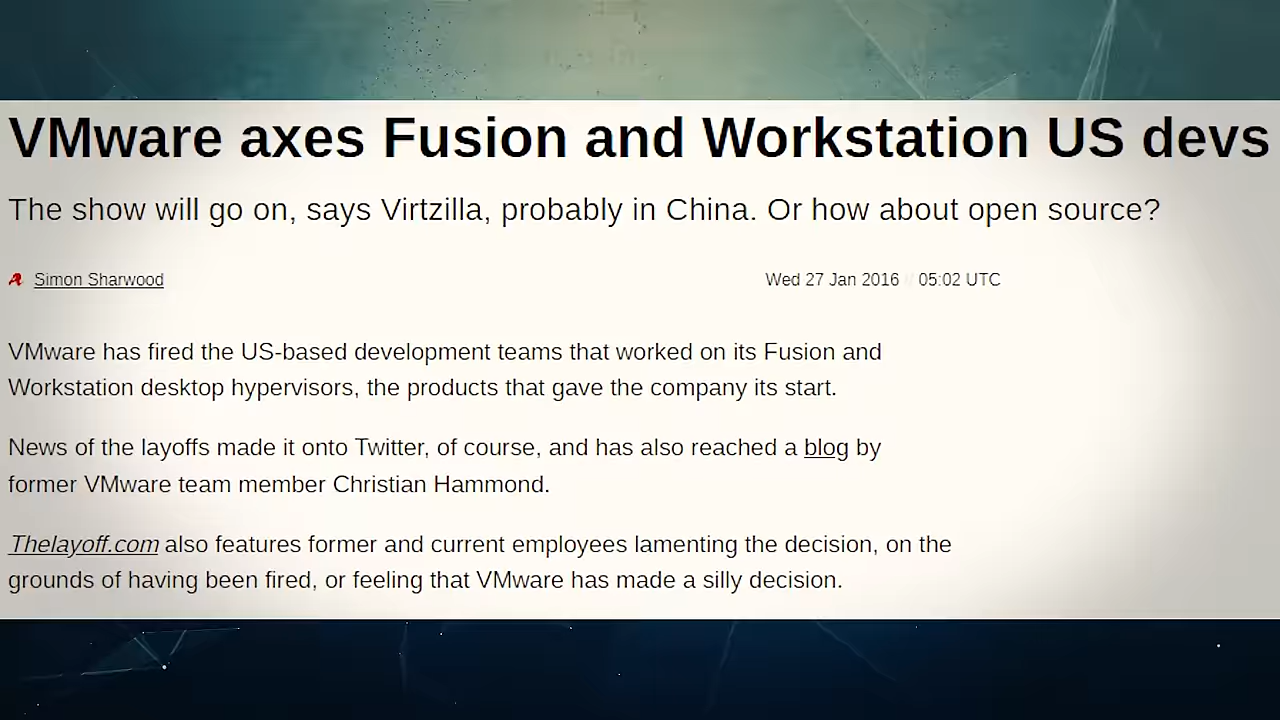 VMware axes Fusion and Workstation US devs
The show will go on, says Virtzilla, probably in China. Or how about open source?
Simon Sharwood
Wed 27 Jan 2016 // 05:02 UTC
VMware has fired the US-based development teams that worked on its Fusion and
Workstation desktop hypervisors, the products that gave the company its start.
News of the layoffs made it onto Twitter, of course, and has also reached a blog by
former VMware team member Christian Hammond.
Thelayoff.com also features former and current employees lamenting the decision, on the
grounds of having been fired, or feeling that VMware has made a silly decision.